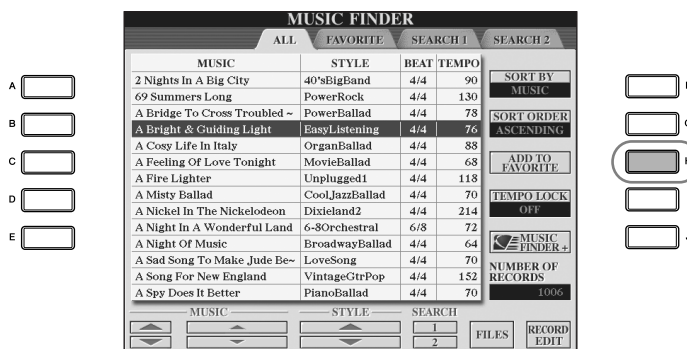 MUSIC FINDER
ALL FAVORITE SEARCH 1 SEARCH 2
MUSIC STYLE BEAT TEMPO
2 Nights In A Big City 40'sBigBand 4/4 90
69 Summers Long PowerRock 4/4 130
A Bridge To Cross Troubled ~ PowerBallad 4/4 78
A Bright & Guiding Light EasyListening 4/4 76
A Cosy Life In Italy OrganBallad 4/4 88
A Feeling Of Love Tonight MovieBallad 4/4 68
A Fire Lighter Unplugged1 4/4 118
A Misty Ballad CoolJazzBallad 4/4 70
A Nickel In The Nickelodeon Dixieland2 4/4 214
A Night In A Wonderful Land 6-8Orchestral 6/8 72
A Night Of Music BroadwayBallad 4/4 64
A Sad Song To Make Jude Be~ LoveSong 4/4 70
A Song For New England VintageGtrPop 4/4 152
A Spy Does It Better PianoBallad 4/4 70
SORT BY
MUSIC
SORT ORDER
ASCENDING
ADD TO
FAVORITE
TEMPO LOCK
OFF
MUSIC
FINDER +
NUMBER OF
RECORDS
1006
MUSIC STYLE SEARCH
1
2
FILES
RECORD
EDIT
A
B
C
D
E